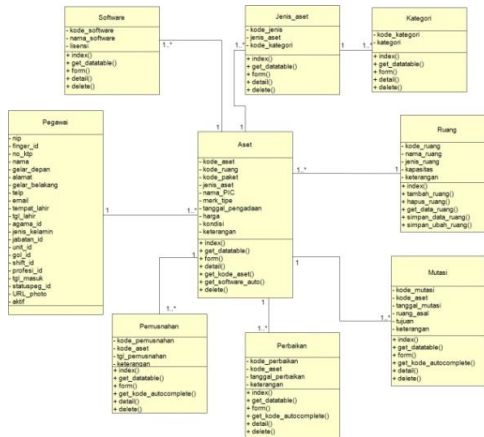 Software
- kode_software
- nama_software
- lisensi
+ index()
+ get_datatable()
+ form()
+ detail()
+ delete()
1..*
1
Jenis_aset
- kode_jenis
- jenis_aset
- kode_kategori
+ index()
+ get_datatable()
+ form()
+ detail()
+ delete()
1..*
1
1
1
Kategori
- kode_kategori
- kategori
+ index()
+ get_datatable()
+ form()
+ detail()
+ delete()
Pegawai
- nip
- finger_id
- no_ktp
- nama
- gelar_depan
- alamat
- gelar_belakang
- telp
- email
- tempat_lahir
- tgl_lahir
- agama_id
- jenis_kelamin
- jabatan_id
- unit_id
- gol_id
- shift_id
- profesi_id
- tgl_masuk
- statuspeg_id
- URL_photo
- aktif
1
1..*
Aset
- kode_aset
- kode_ruang
- kode_paket
- jenis_aset
- nama_PIC
- merk_tipe
- tanggal_pengadaan
- harga
- kondisi
- keterangan
+ index()
+ get_datatable()
+ form()
+ detail()
+ get_kode_aset()
+ get_software_auto()
+ delete()
1..*
1
Ruang
- kode_ruang
- nama_ruang
- jenis_ruang
- kapasitas
- keterangan
+ index()
+ tambah_ruang()
+ hapus_ruang()
+ get_data_ruang()
+ simpan_data_ruang()
+ simpan_ubah_ruang()
1
1..*
Mutasi
- kode_mutasi
- kode_aset
- tanggal_mutasi
- ruang_asal
- tujuan
- keterangan
+ index()
+ get_datatable()
+ form()
+ get_kode_autocomplete()
+ detail()
+ delete()
1
1..*
Pemusnahan
- kode_pemusnahan
- kode_aset
- tgl_pemusnahan
- keterangan
+ index()
+ get_datatable()
+ form()
+ get_kode_autocomplete()
+ detail()
+ delete()
1
1..*
Perbaikan
- kode_perbaikan
- kode_aset
- tanggal_perbaikan
- keterangan
+ index()
+ get_datatable()
+ form()
+ get_kode_autocomplete()
+ detail()
+ delete()